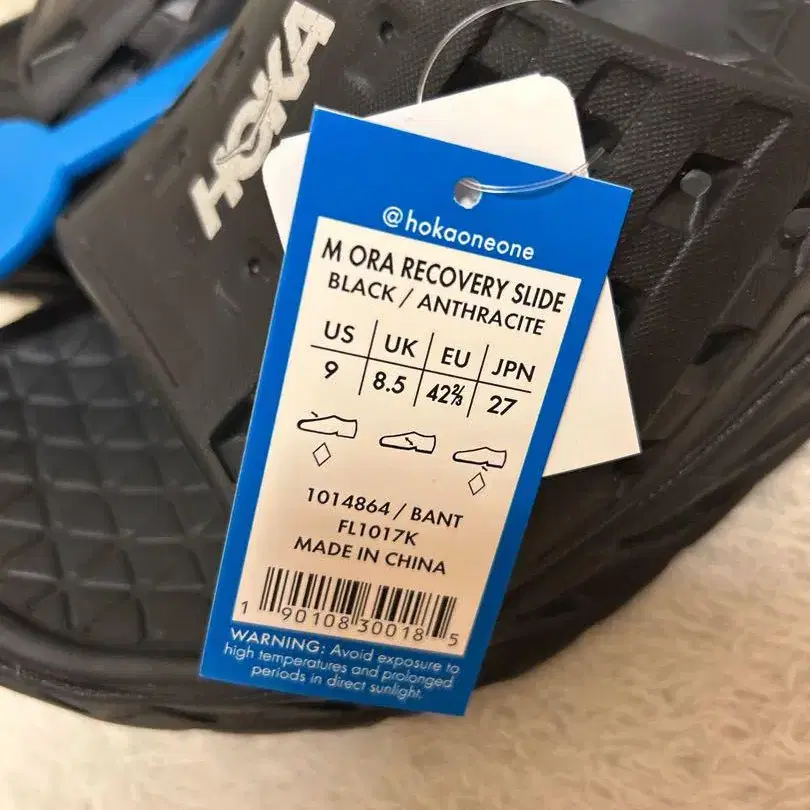 HOKA
@hokaoneone
M ORA RECOVERY SLIDE
BLACK / ANTHRACITE
US UK EU JPN
9 8.5 42⅔ 27
1014864 / BANT
FL1017K
MADE IN CHINA
1 90108 30018 5
WARNING: Avoid exposure to
high temperatures and prolonged
periods in direct sunlight.